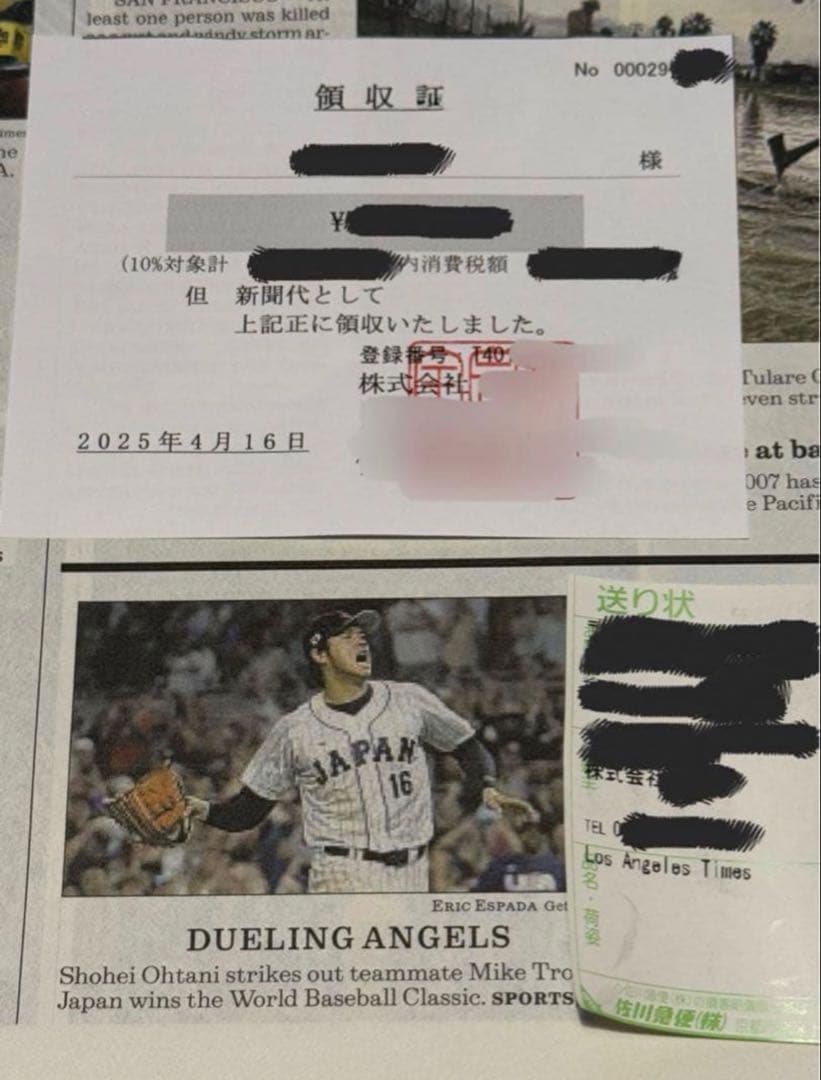 least one person was killed
No 00029
領収証
様
¥
(10%対象計 内消費税額
但 新聞代として
上記正に領収いたしました。
登録番号 T40
株式会社
2025年4月16日
Tulare
even str
at ba
007 has
e Pacifi
JAPAN
16
ERIC ESPADA Get
DUELING ANGELS
Shohei Ohtani strikes out teammate Mike Tro
Japan wins the World Baseball Classic. SPORTS
送り状
株式会社
TEL 0
Los Angeles Times
名・荷姿
佐川急便(株)